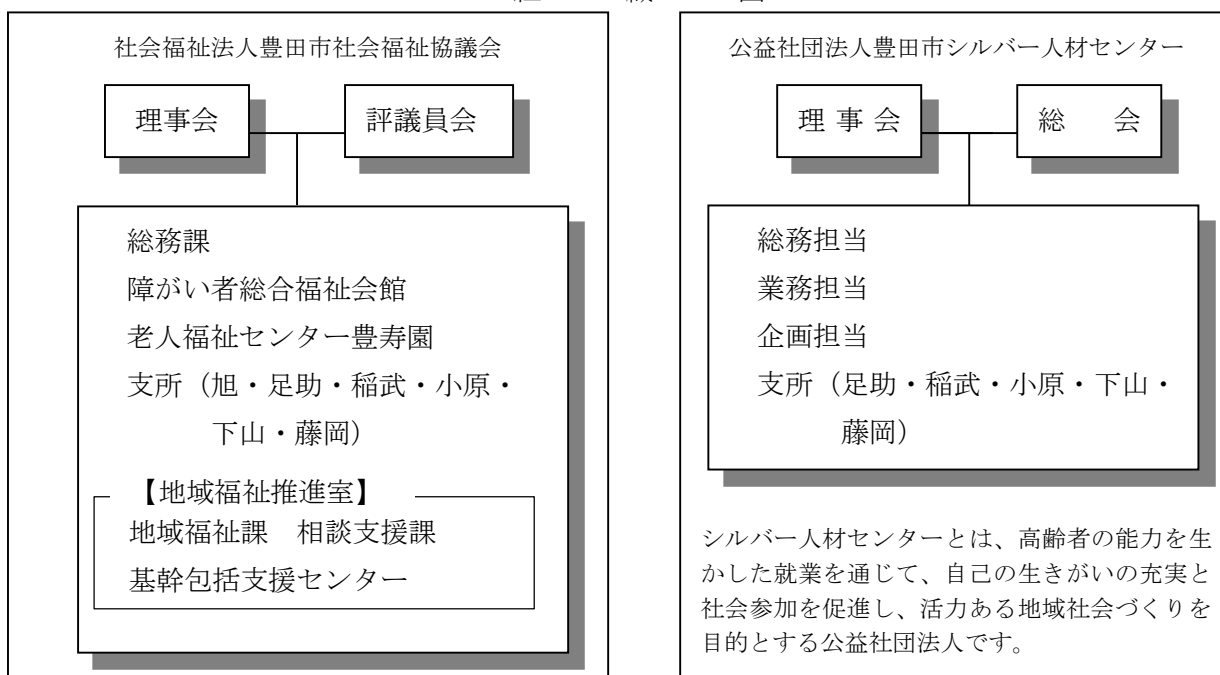 社会福祉法人豊田市社会福祉協議会
理事会
評議員会
総務課
障がい者総合福祉会館
老人福祉センター豊寿園
支所（旭・足助・稲武・小原・
下山・藤岡）
【地域福祉推進室】
地域福祉課　相談支援課
基幹包括支援センター
公益社団法人豊田市シルバー人材センター
理 事 会
総　会
総務担当
業務担当
企画担当
支所（足助・稲武・小原・下山・
藤岡）
シルバー人材センターとは、高齢者の能力を生
かした就業を通じて、自己の生きがいの充実と
社会参加を促進し、活力ある地域社会づくりを
目的とする公益社団法人です。